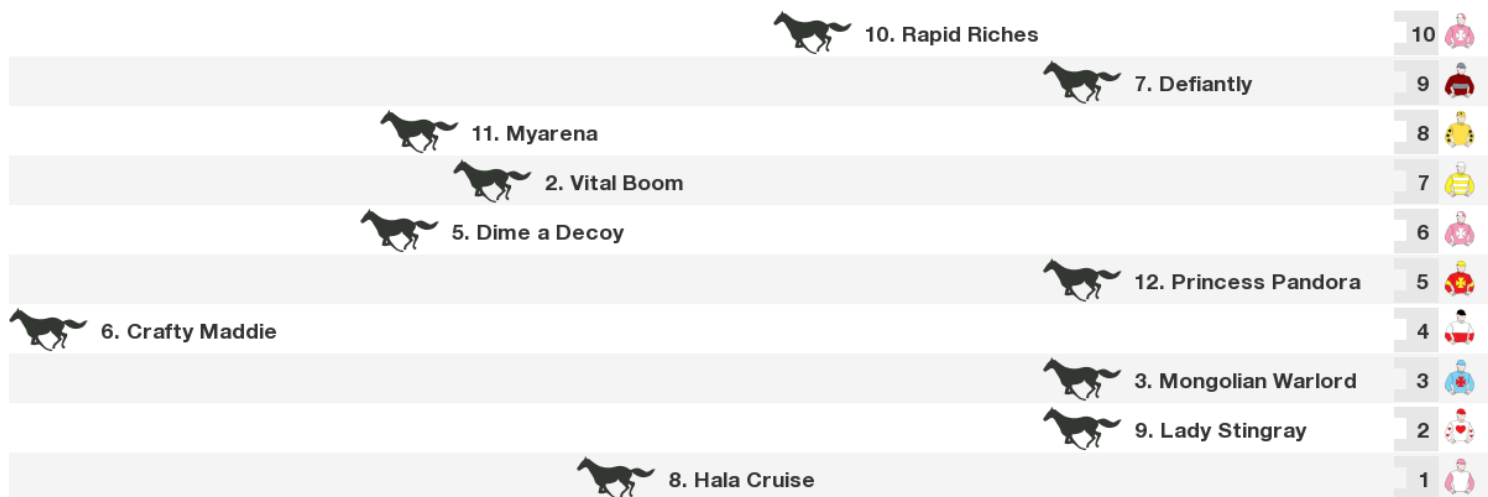 10. Rapid Riches 10
7. Defiantly 9
11. Myarena 8
2. Vital Boom 7
5. Dime a Decoy 6
12. Princess Pandora 5
6. Crafty Maddie 4
3. Mongolian Warlord 3
9. Lady Stingray 2
8. Hala Cruise 1